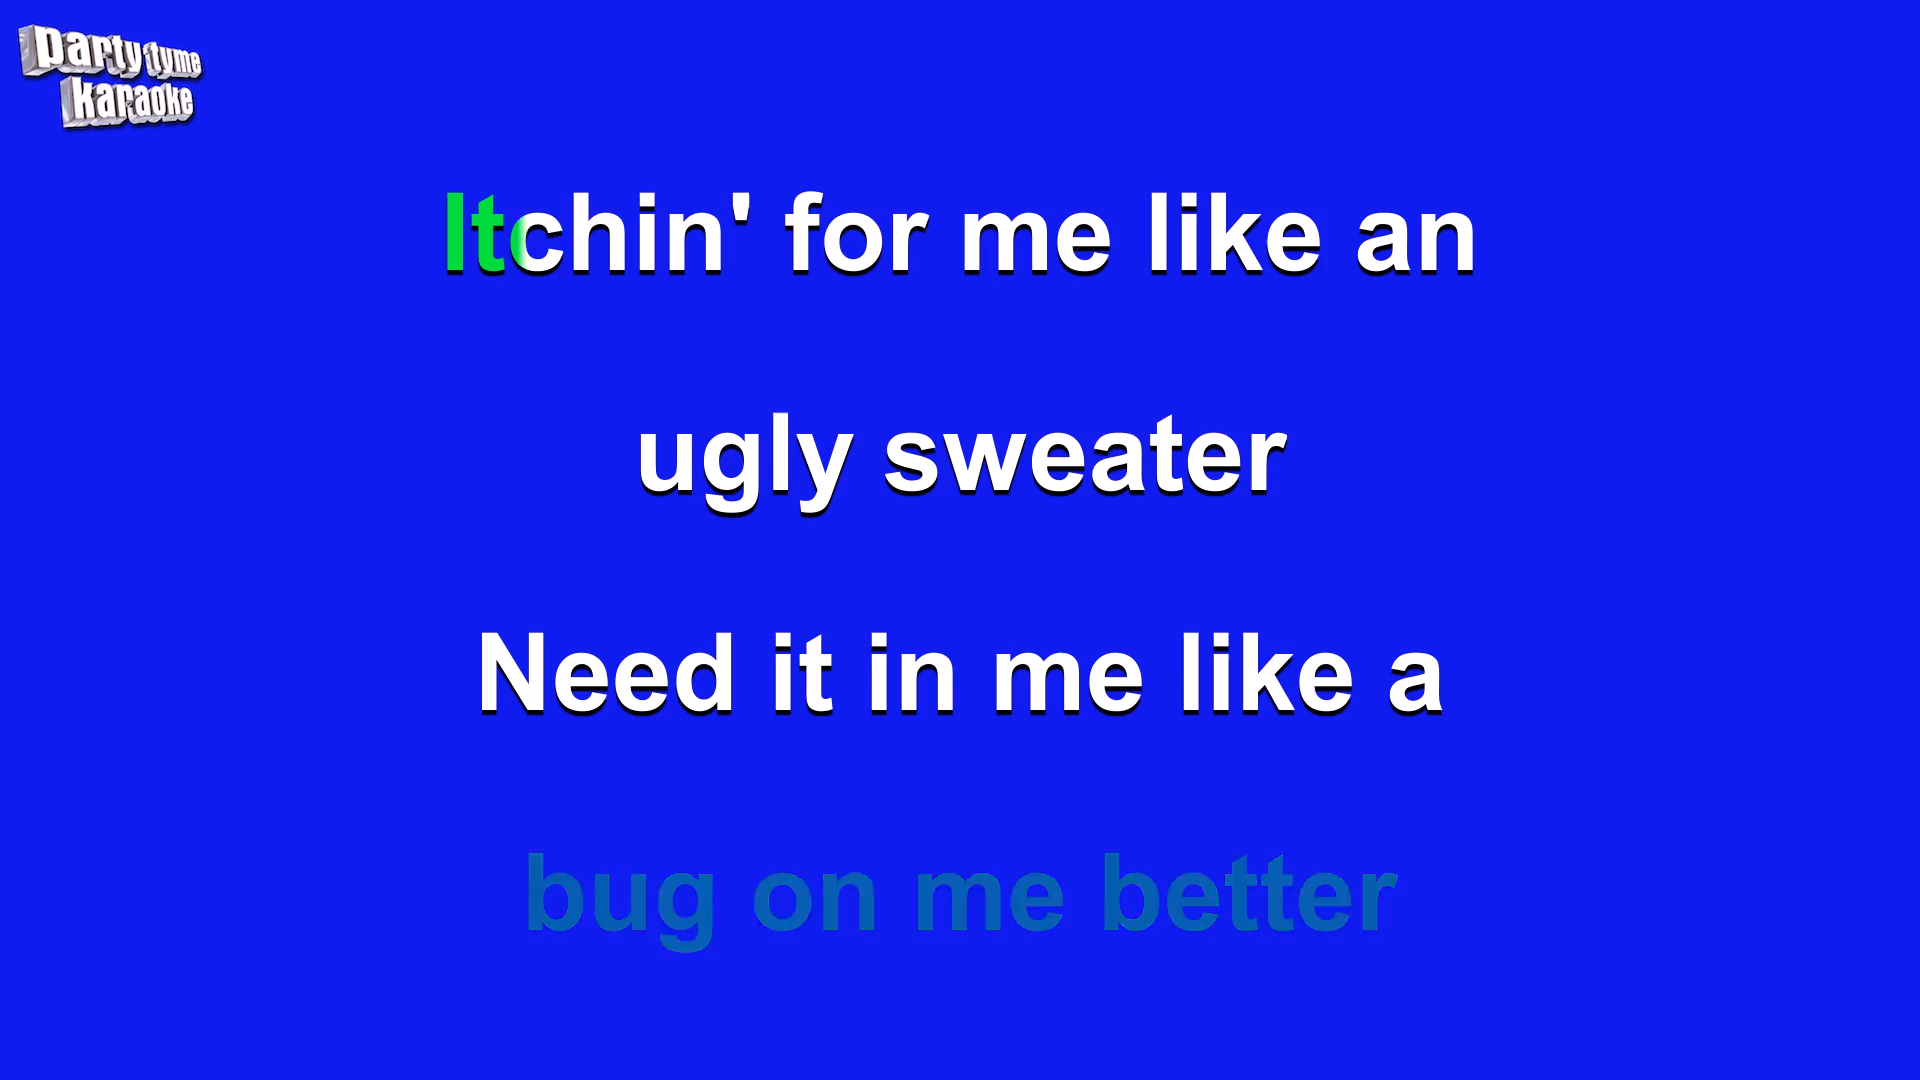 party tyme
karaoke
Itchin' for me like an
ugly sweater
Need it in me like a
bug on me better